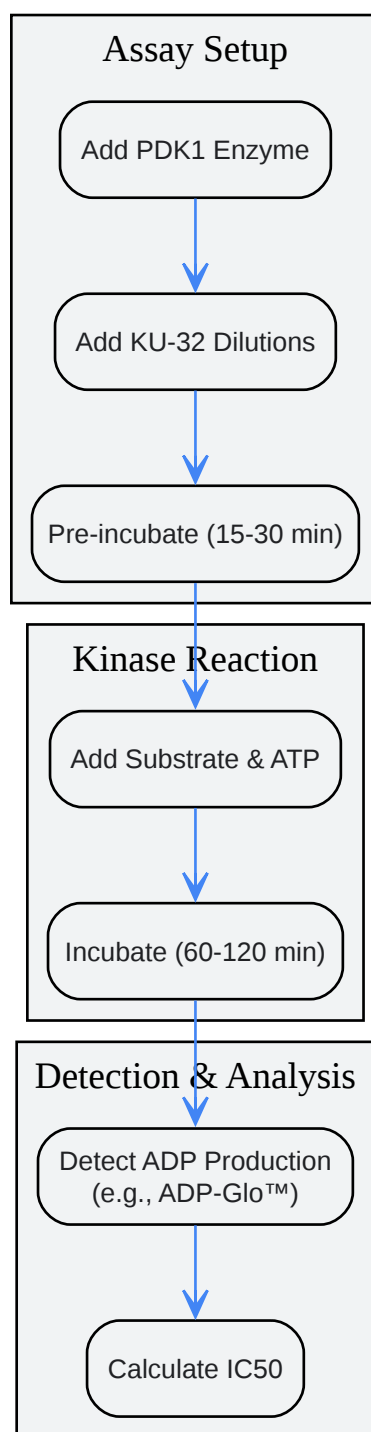 Assay Setup
Add PDK1 Enzyme
Add KU-32 Dilutions
Pre-incubate (15-30 min)
Kinase Reaction
Add Substrate & ATP
Incubate (60-120 min)
Detection & Analysis
Detect ADP Production
(e.g., ADP-Glo™)
Calculate IC50